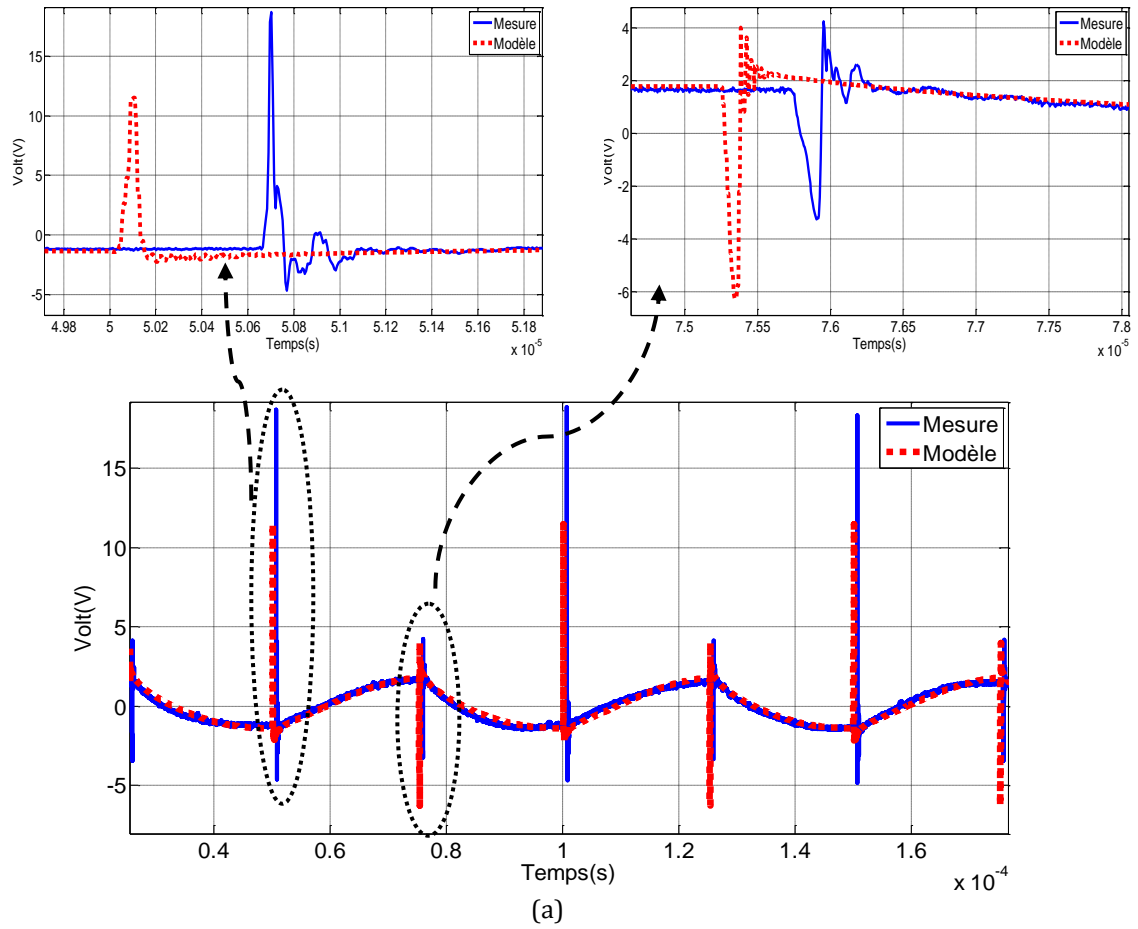 Mesure
Modèle
15
10
5
0
-5
Volt(V)
4.98 5 5.02 5.04 5.06 5.08 5.1 5.12 5.14 5.16 5.18
Temps(s)
x 10-5
Mesure
Modèle
4
2
0
-2
-4
-6
Volt(V)
7.5 7.55 7.6 7.65 7.7 7.75 7.8
Temps(s)
x 10-5
Mesure
Modèle
15
10
5
0
-5
Volt(V)
0.4 0.6 0.8 1 1.2 1.4 1.6
Temps(s)
x 10-4
(a)